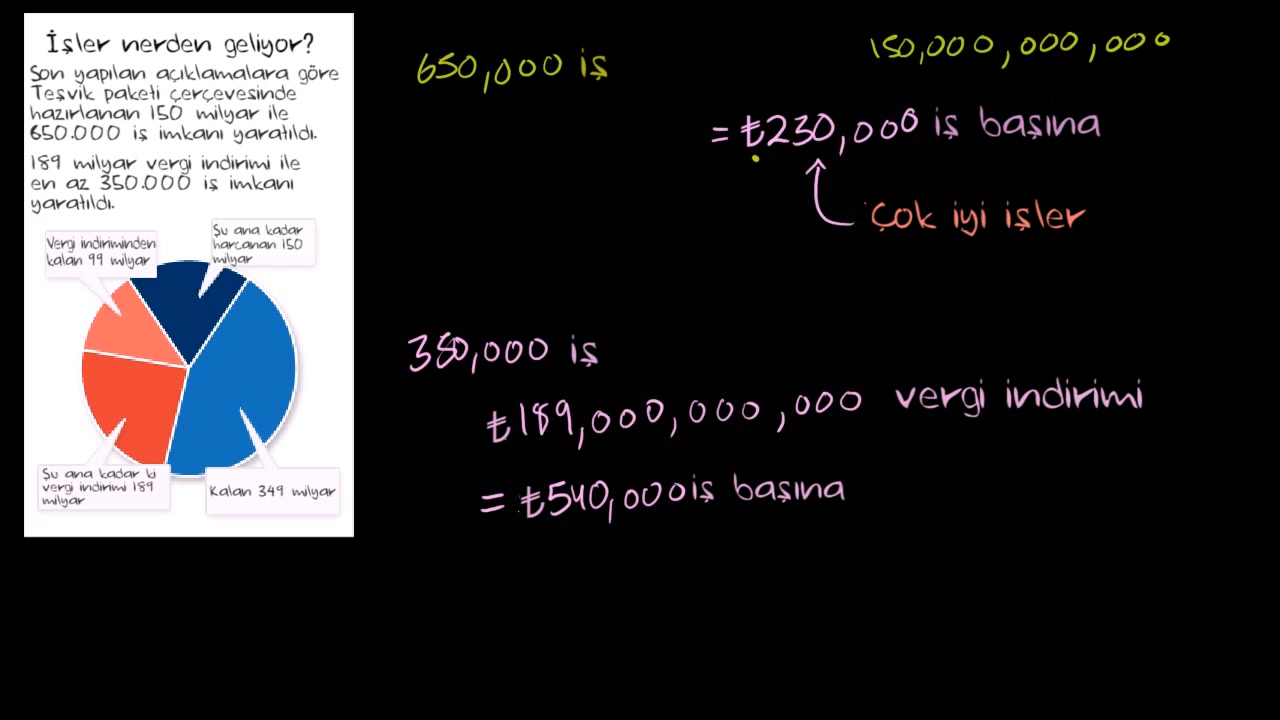 İşler nerden geliyor?
Son yapılan açıklamalara göre
Teşvik paketi çerçevesinde
hazırlanan 150 milyar ile
650.000 iş imkanı yaratıldı.
189 milyar vergi indirimi ile
en az 350.000 iş imkanı
yaratıldı.
Vergi indiriminden
kalan 99 milyar
Şu ana kadar
harcanan 150
milyar
Şu ana kadar ki
vergi indirimi 189
milyar
Kalan 349 milyar
650,000 iş
150,000,000,000
= ₺230,000 iş başına
Çok iyi işler
350,000 iş
₺189,000,000,000 vergi indirimi
= ₺540,000 iş başına